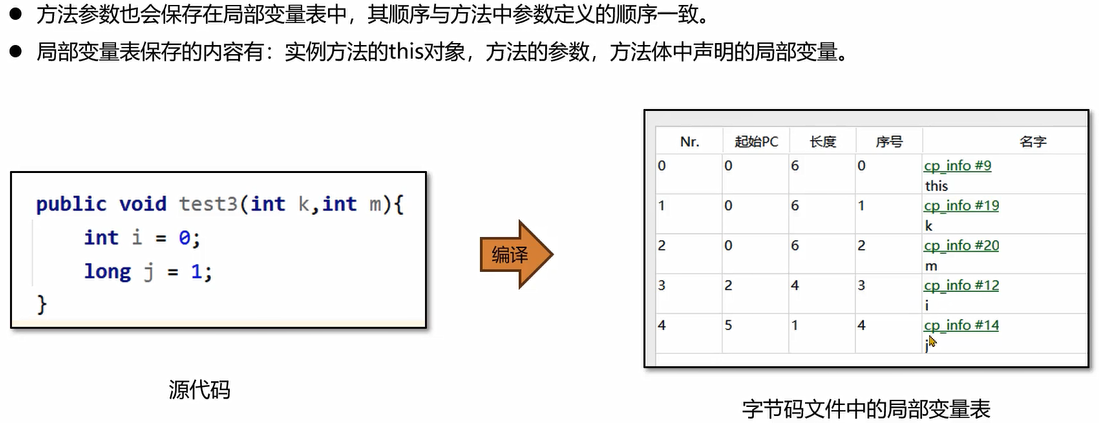 ● 方法参数也会保存在局部变量表中，其顺序与方法中参数定义的顺序一致。
● 局部变量表保存的内容有：实例方法的this对象，方法的参数，方法体中声明的局部变量。
public void test3(int k,int m){
int i = 0;
long j = 1;
}
源代码
编译
Nr. 起始PC 长度 序号 名字
0 0 6 0 cp_info #9
this
1 0 6 1 cp_info #19
k
2 0 6 2 cp_info #20
m
3 2 4 3 cp_info #12
i
4 5 1 4 cp_info #14
j
字节码文件中的局部变量表